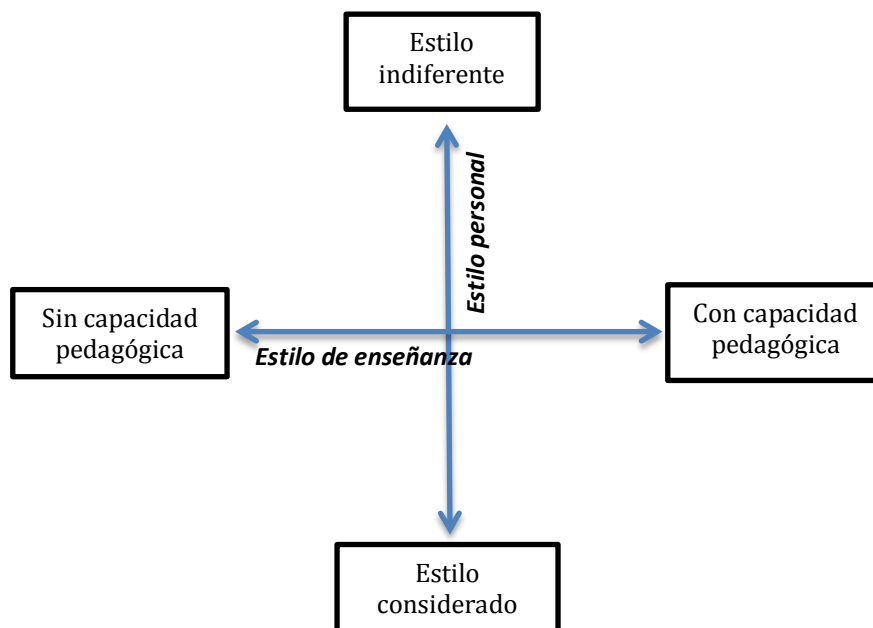 Estilo
indiferente
Estilo personal
Sin capacidad
pedagógica
Con capacidad
pedagógica
Estilo de enseñanza
Estilo
considerado